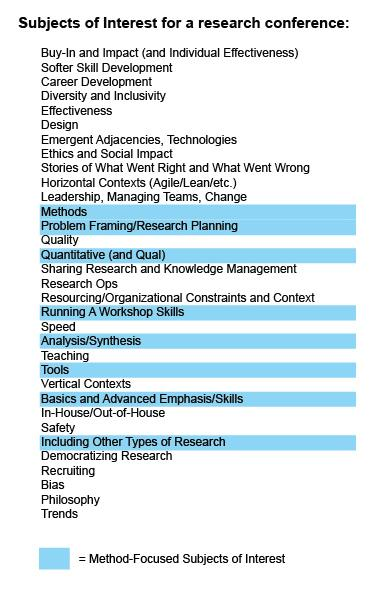 Subjects of Interest for a research conference:
Buy-In and Impact (and Individual Effectiveness)
Softer Skill Development
Career Development
Diversity and Inclusivity
Effectiveness
Design
Emergent Adjacencies, Technologies
Ethics and Social Impact
Stories of What Went Right and What Went Wrong
Horizontal Contexts (Agile/Lean/etc.)
Leadership, Managing Teams, Change
Methods
Problem Framing/Research Planning
Quality
Quantitative (and Qual)
Sharing Research and Knowledge Management
Research Ops
Resourcing/Organizational Constraints and Context
Running A Workshop Skills
Speed
Analysis/Synthesis
Teaching
Tools
Vertical Contexts
Basics and Advanced Emphasis/Skills
In-House/Out-of-House
Safety
Including Other Types of Research
Democratizing Research
Recruiting
Bias
Philosophy
Trends
= Method-Focused Subjects of Interest